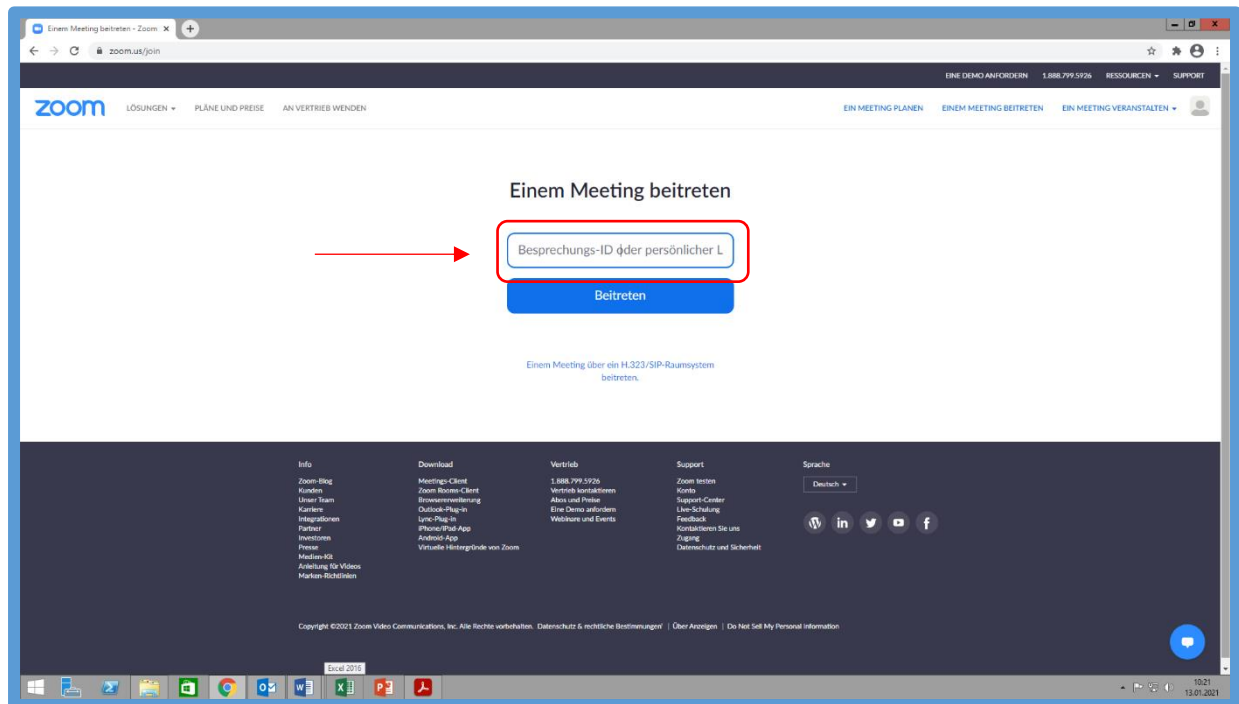 Einem Meeting beitreten - Zoom
zoom.us/join
EINE DEMO ANFORDERN 1.888.799.5926 RESSOURCEN SUPPORT
zoom LÖSUNGEN PLÄNE UND PREISE AN VERTRIEB WENDEN EIN MEETING PLANEN EINEM MEETING BEITRETEN EIN MEETING VERANSTALTEN
Einem Meeting beitreten
Besprechungs-ID oder persönlicher L
Beitreten
Einem Meeting über ein H.323/SIP-Raumsystem
beitreten.
Info
Zoom-Blog
Kunden
Unser Team
Karriere
Integrationen
Partner
Investoren
Presse
Medien-Kit
Anleitung für Videos
Marken-Richtlinien
Download
Meetings-Client
Zoom Rooms-Client
Browsererweiterung
Outlook-Plug-in
Lync-Plug-in
iPhone/iPad-App
Android-App
Virtuelle Hintergründe von Zoom
Vertrieb
1.888.799.5926
Vertrieb kontaktieren
Abos und Preise
Eine Demo anfordern
Webinare und Events
Support
Zoom testen
Konto
Support-Center
Live-Schulung
Feedback
Kontaktieren Sie uns
Zugang
Datenschutz und Sicherheit
Sprache
Deutsch
Copyright ©2021 Zoom Video Communications, Inc. Alle Rechte vorbehalten. Datenschutz & rechtliche Bestimmungen | Über Anzeigen | Do Not Sell My Personal Information
Excel 2016
10:21
13.01.2021